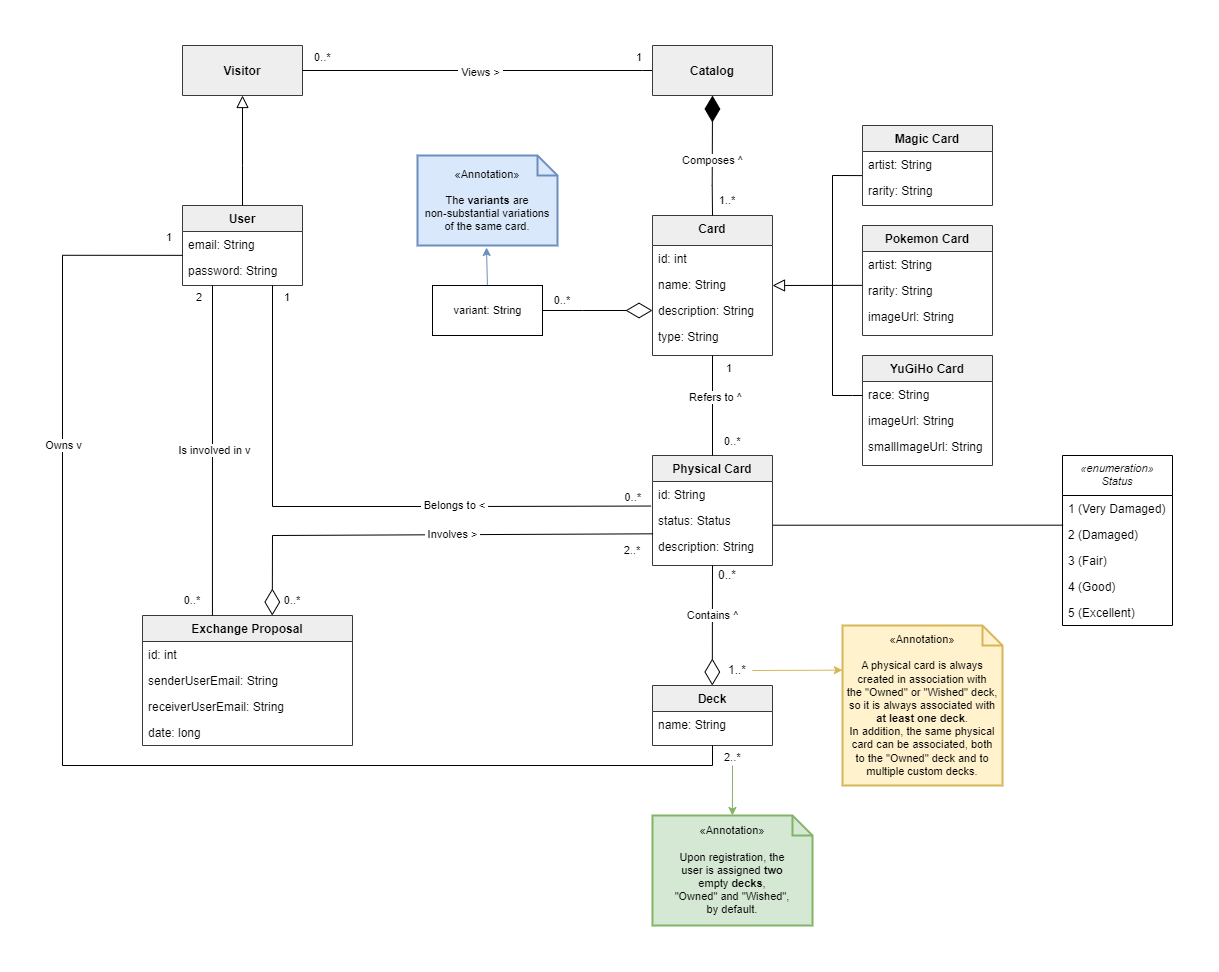 Visitor
0..*
Views >
1
Catalog
Composes ^
1..*
Magic Card
artist: String
rarity: String
«Annotation»
The variants are
non-substantial variations
of the same card.
User
email: String
password: String
1
2
1
Card
id: int
name: String
description: String
type: String
Pokemon Card
artist: String
rarity: String
imageUrl: String
variant: String
0..*
1
Refers to ^
0..*
YuGiHo Card
race: String
imageUrl: String
smallImageUrl: String
Owns v
Is involved in v
Physical Card
id: String
status: Status
description: String
«enumeration»
Status
1 (Very Damaged)
2 (Damaged)
3 (Fair)
4 (Good)
5 (Excellent)
Belongs to <
0..*
Involves >
2..*
0..*
0..*
0..*
Contains ^
1..*
Exchange Proposal
id: int
senderUserEmail: String
receiverUserEmail: String
date: long
Deck
name: String
2..*
«Annotation»
A physical card is always
created in association with
the "Owned" or "Wished" deck,
so it is always associated with
at least one deck.
In addition, the same physical
card can be associated, both
to the "Owned" deck and to
multiple custom decks.
«Annotation»
Upon registration, the
user is assigned two
empty decks,
"Owned" and "Wished",
by default.